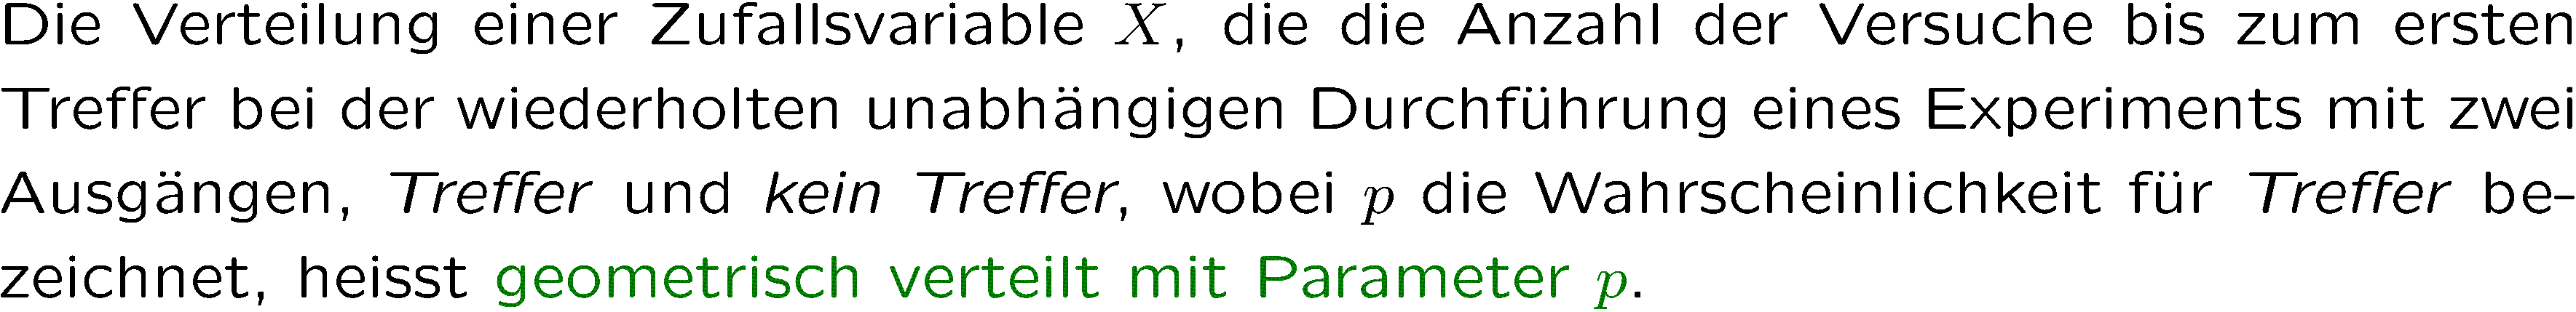 Die Verteilung einer Zufallsvariable X, die die Anzahl der Versuche bis zum ersten
Treffer bei der wiederholten unabhängigen Durchführung eines Experiments mit zwei
Ausgängen, Treffer und kein Treffer, wobei p die Wahrscheinlichkeit für Treffer be-
zeichnet, heisst geometrisch verteilt mit Parameter p.